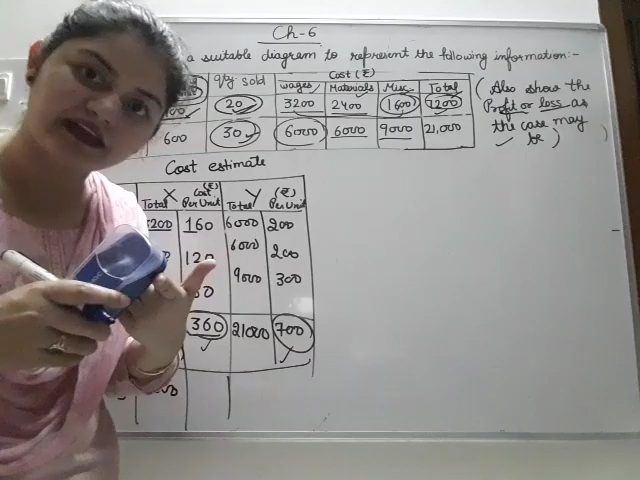 Ch-6
a suitable diagram to represent the following information:-
qty sold Cost (₹)
wages Materials Misc. Total
20 3200 2400 1600 7200
600 30 6000 6000 9000 21,000
(Also show the
Profit or loss as
the case may
be)
Cost estimate
X Y
Total Cost (₹) Per Unit Total (₹) Per Unit
3200 160 6000 200
120 6000 200
80 9000 300
360 21000 700